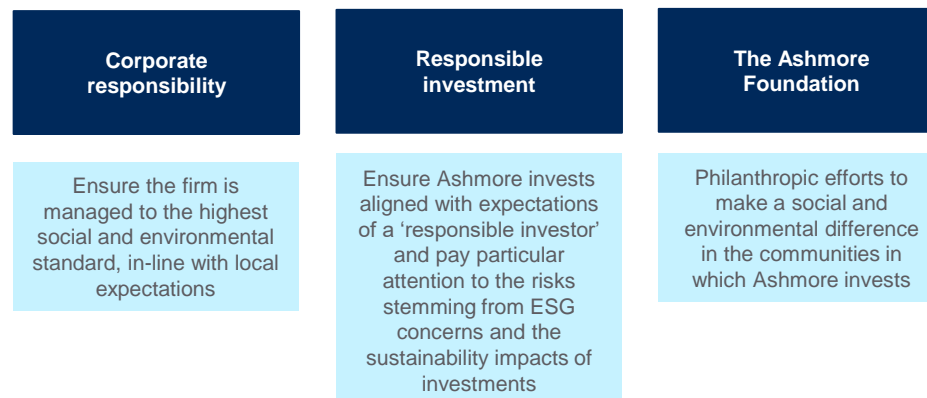 Corporate
responsibility
Ensure the firm is
managed to the highest
social and environmental
standard, in-line with local
expectations
Responsible
investment
Ensure Ashmore invests
aligned with expectations
of a ‘responsible investor’
and pay particular
attention to the risks
stemming from ESG
concerns and the
sustainability impacts of
investments
The Ashmore
Foundation
Philanthropic efforts to
make a social and
environmental difference
in the communities in
which Ashmore invests